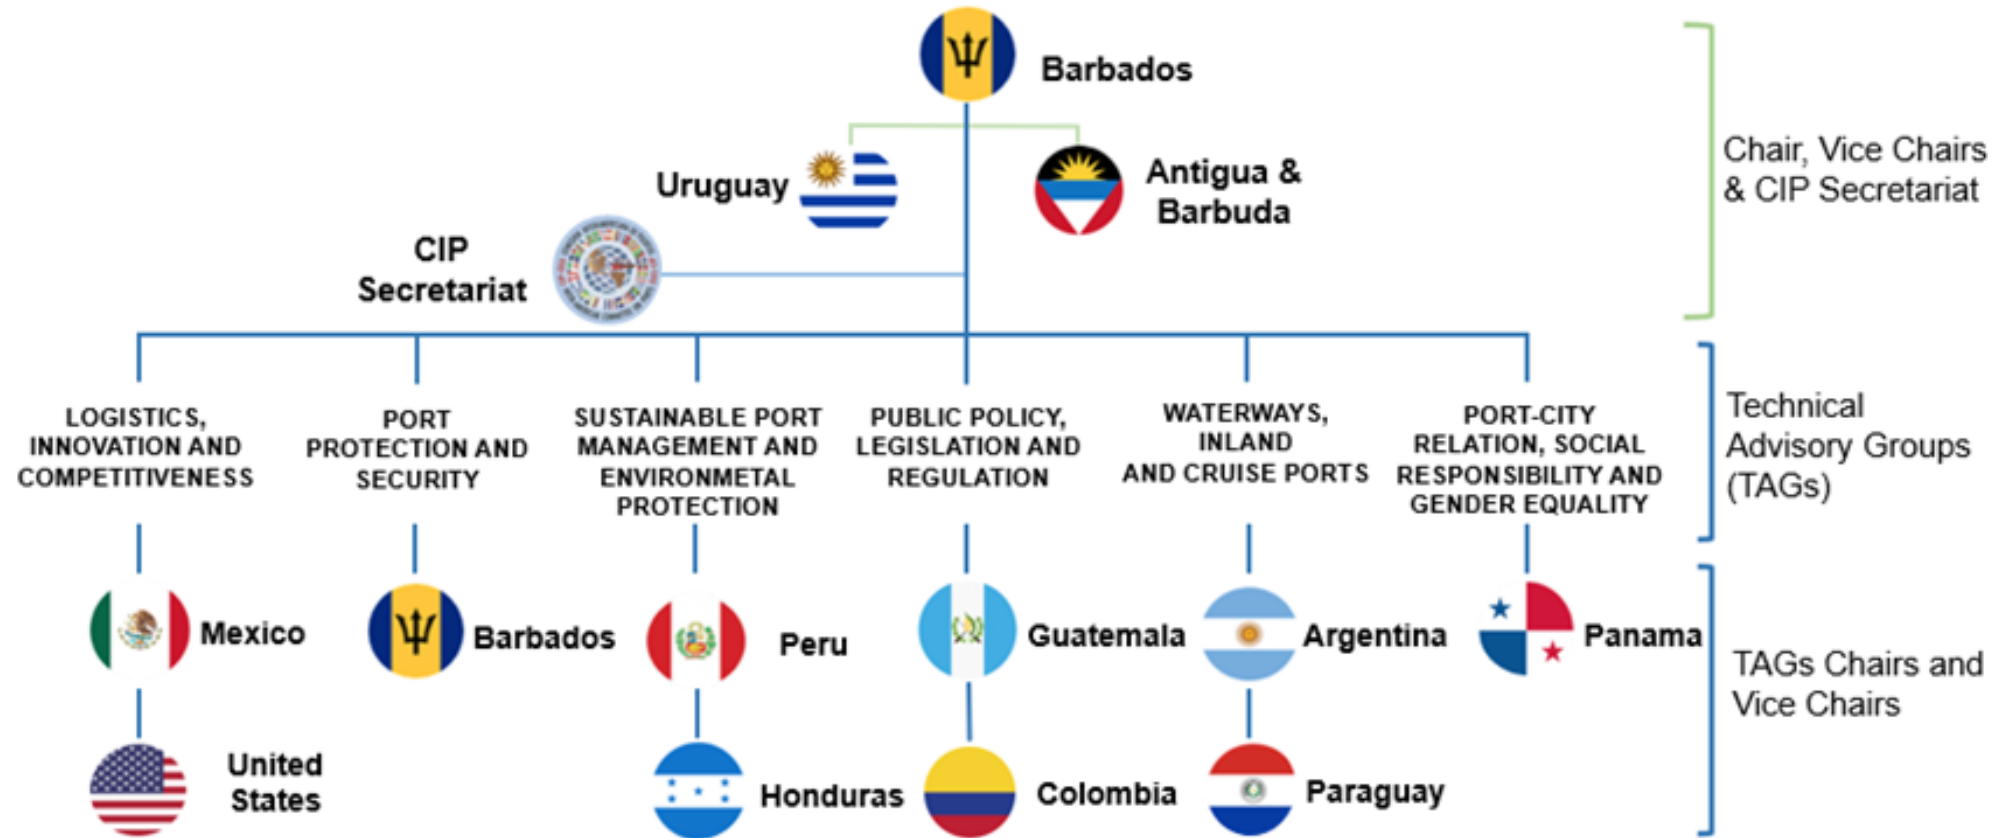 Barbados
Uruguay
Antigua &
Barbuda
CIP
Secretariat
Chair, Vice Chairs
& CIP Secretariat
LOGISTICS,
INNOVATION AND
COMPETITIVENESS
PORT
PROTECTION AND
SECURITY
SUSTAINABLE PORT
MANAGEMENT AND
ENVIRONMETAL
PROTECTION
PUBLIC POLICY,
LEGISLATION AND
REGULATION
WATERWAYS,
INLAND
AND CRUISE PORTS
PORT-CITY
RELATION, SOCIAL
RESPONSIBILITY AND
GENDER EQUALITY
Technical
Advisory Groups
(TAGs)
Mexico
Barbados
Peru
Guatemala
Argentina
Panama
TAGs Chairs and
Vice Chairs
United
States
Honduras
Colombia
Paraguay